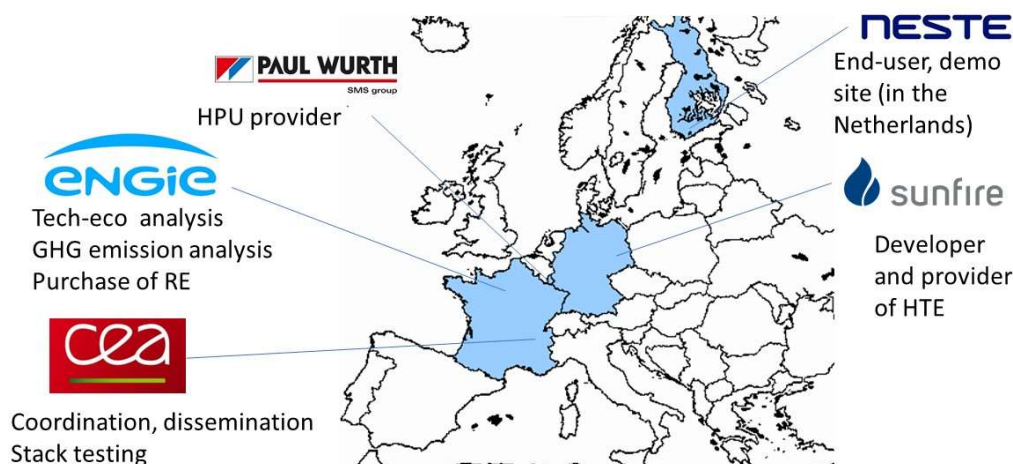 PAUL WURTH
SMS group
HPU provider
ENGIE
Tech-eco analysis
GHG emission analysis
Purchase of RE
cea
Coordination, dissemination
Stack testing
NESTE
End-user, demo
site (in the
Netherlands)
sunfire
Developer
and provider
of HTE